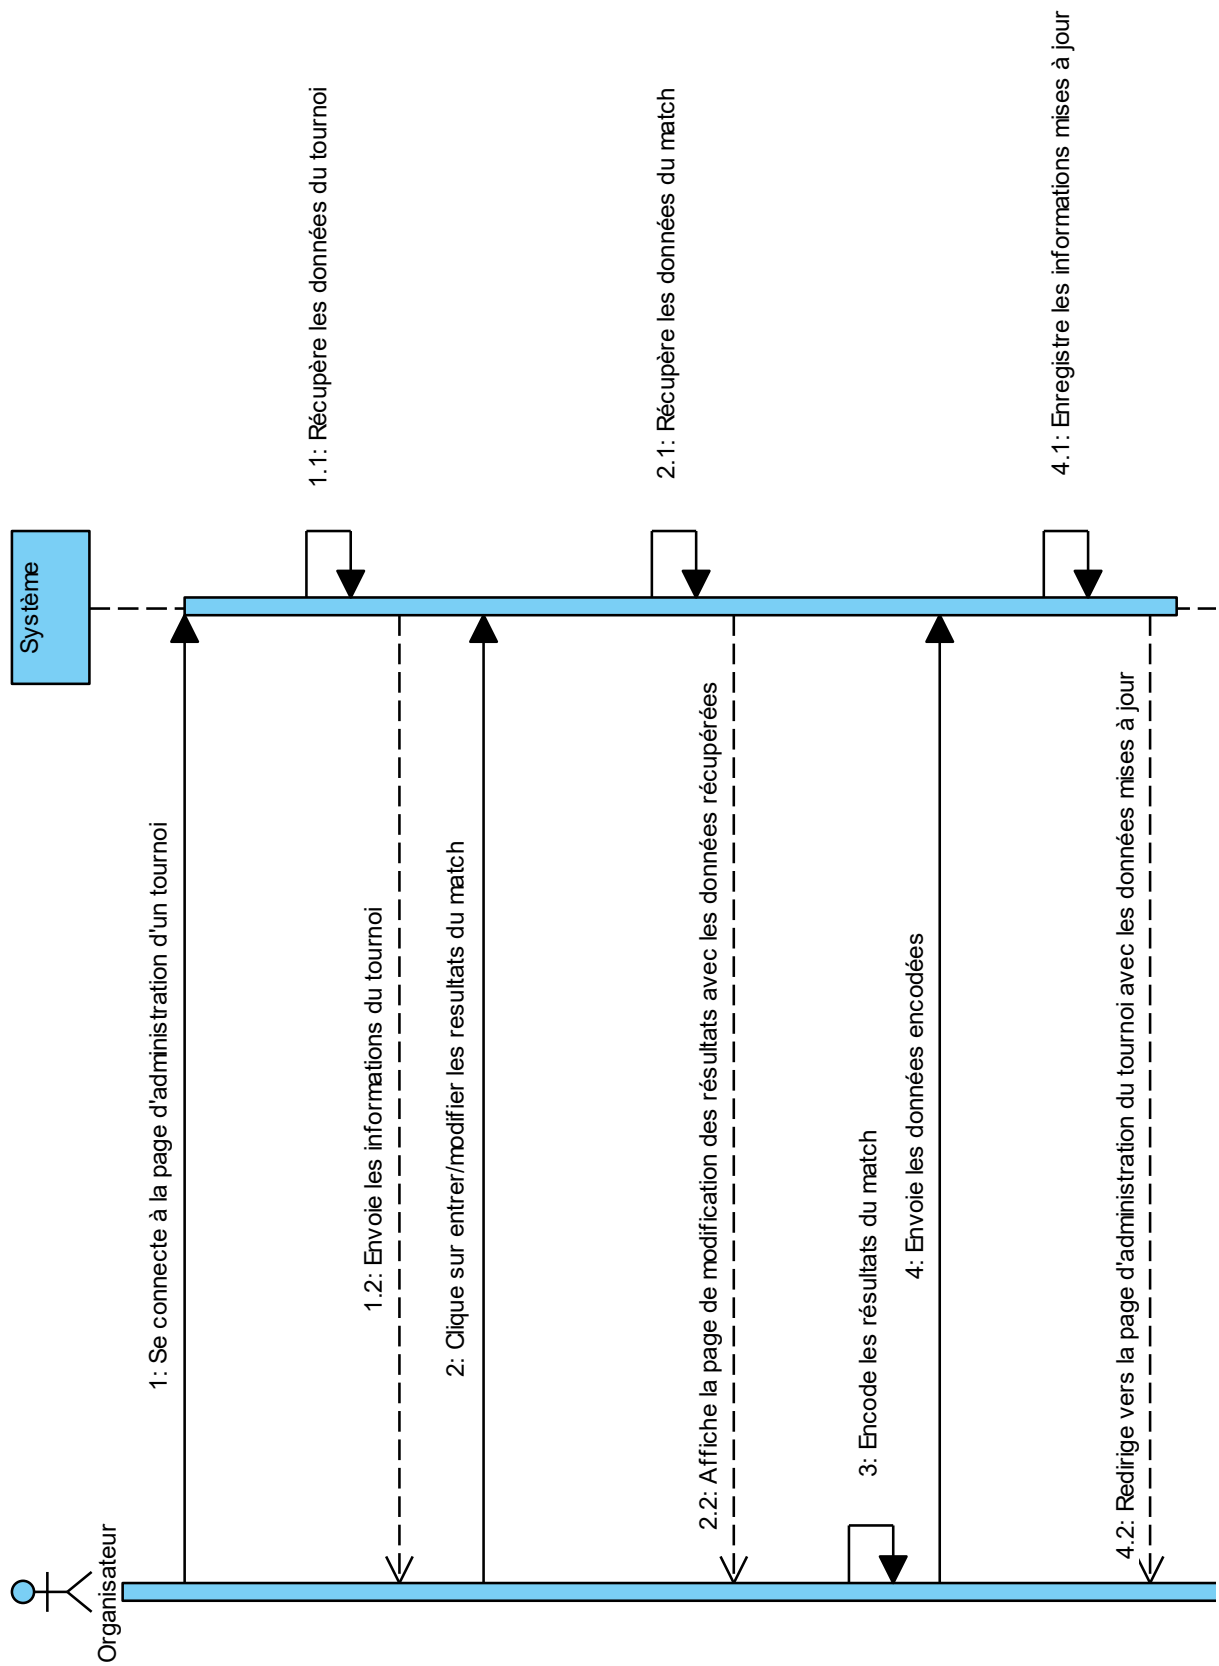 Organisateur
Système
1: Se connecte à la page d'administration d'un tournoi
1.1: Récupère les données du tournoi
1.2: Envoie les informations du tournoi
2: Clique sur entrer/modifier les resultats du match
2.1: Récupère les données du match
2.2: Affiche la page de modification des résultats avec les données récupérées
3: Encode les résultats du match
4: Envoie les données encodées
4.1: Enregistre les informations mises à jour
4.2: Redirige vers la page d'administration du tournoi avec les données mises à jour